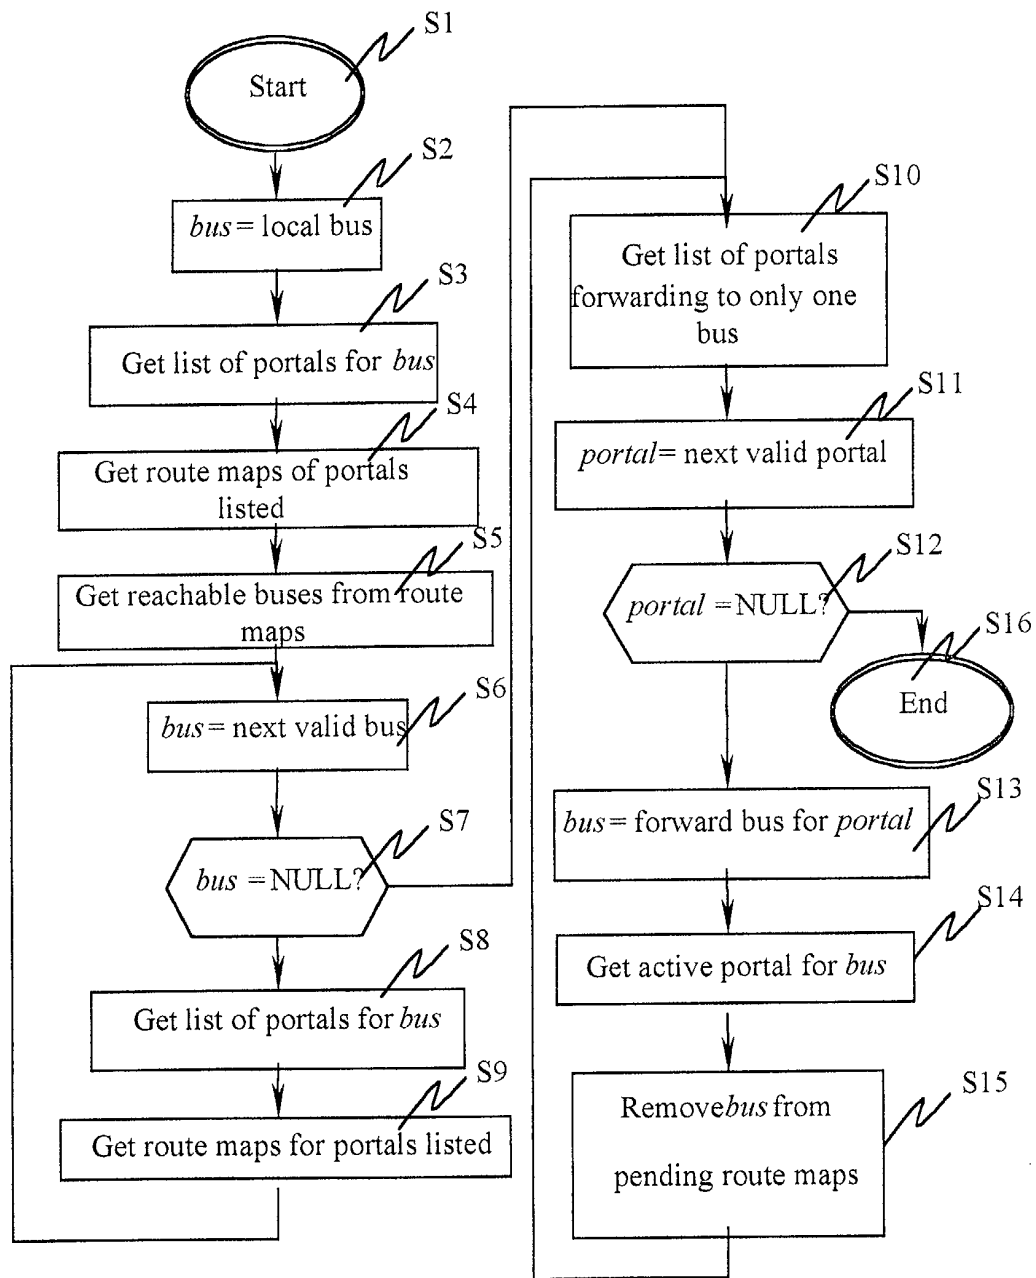 S1
Start
S2
bus = local bus
S3
Get list of portals for bus
S4
Get route maps of portals
listed
S5
Get reachable buses from route
maps
S6
bus = next valid bus
S7
bus = NULL?
S8
Get list of portals for bus
S9
Get route maps for portals listed
S10
Get list of portals
forwarding to only one
bus
S11
portal = next valid portal
S12
portal = NULL?
S16
End
S13
bus = forward bus for portal
S14
Get active portal for bus
S15
Remove bus from
pending route maps